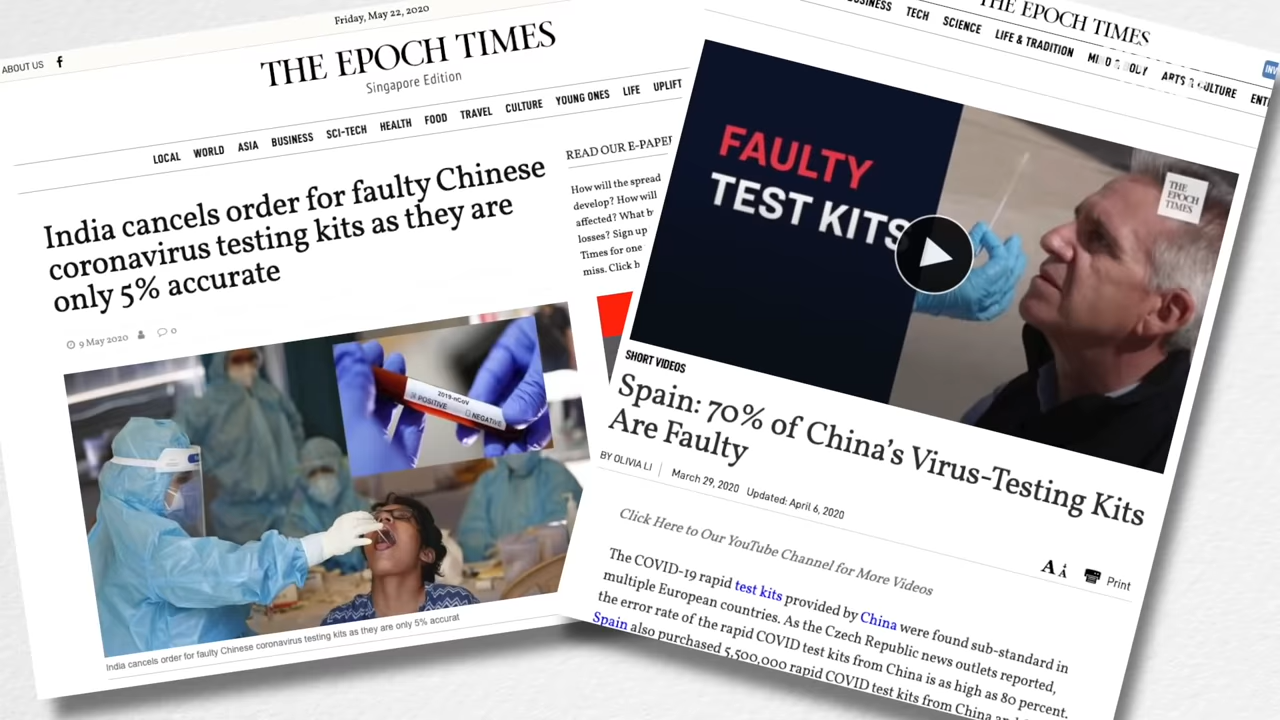 Friday, May 22, 2020
ABOUT US f
THE EPOCH TIMES
Singapore Edition
LOCAL WORLD ASIA BUSINESS SCI-TECH HEALTH FOOD TRAVEL CULTURE YOUNG ONES LIFE UPLIFT
India cancels order for faulty Chinese
coronavirus testing kits as they are
only 5% accurate
9 May 2020 0
2019-nCoV
POSITIVE NEGATIVE
India cancels order for faulty Chinese coronavirus testing kits as they are only 5% accurat
READ OUR E-PAPER
How will the spread
develop? How will
affected? What
losses? Sign up
Times for one
miss. Click h
THE EPOCH TIMES
BUSINESS TECH SCIENCE LIFE & TRADITION MIND & BODY ARTS & CULTURE ENT
INV
FAULTY
TEST KITS
THE
EPOCH
TIMES
SHORT VIDEOS
Spain: 70% of China's Virus-Testing Kits
Are Faulty
BY OLIVIA LI | March 29, 2020 Updated: April 6, 2020
A A Print
Click Here to Our YouTube Channel for More Videos
The COVID-19 rapid test kits provided by China were found sub-standard in
multiple European countries. As the Czech Republic news outlets reported,
the error rate of the rapid COVID test kits from China is as high as 80 percent.
Spain also purchased 5,500,000 rapid COVID test kits from China and